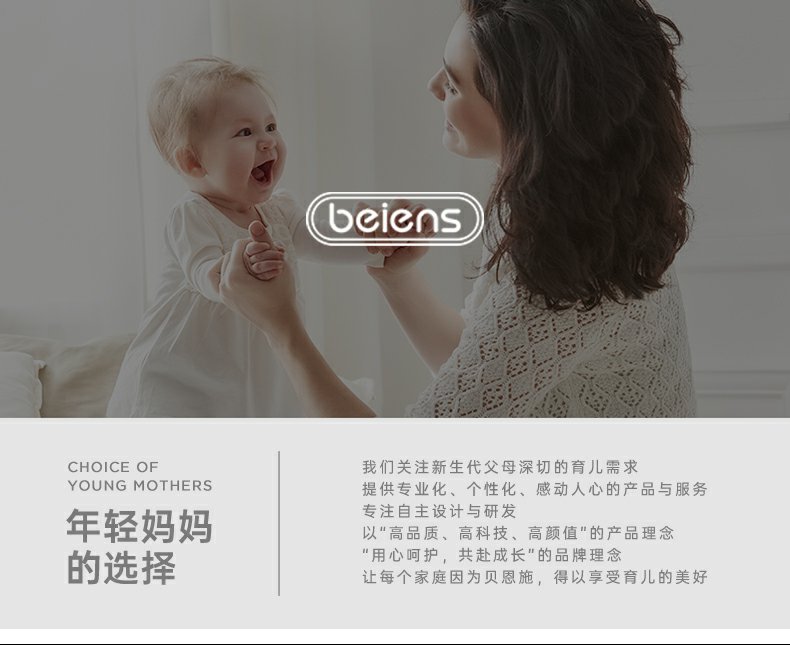 beiens
CHOICE OF
YOUNG MOTHERS
年轻妈妈
的选择
我们关注新生代父母深切的育儿需求
提供专业化、个性化、感动人心的产品与服务
专注自主设计与研发
以“高品质、高科技、高颜值”的产品理念
“用心呵护，共赴成长”的品牌理念
让每个家庭因为贝恩施，得以享受育儿的美好